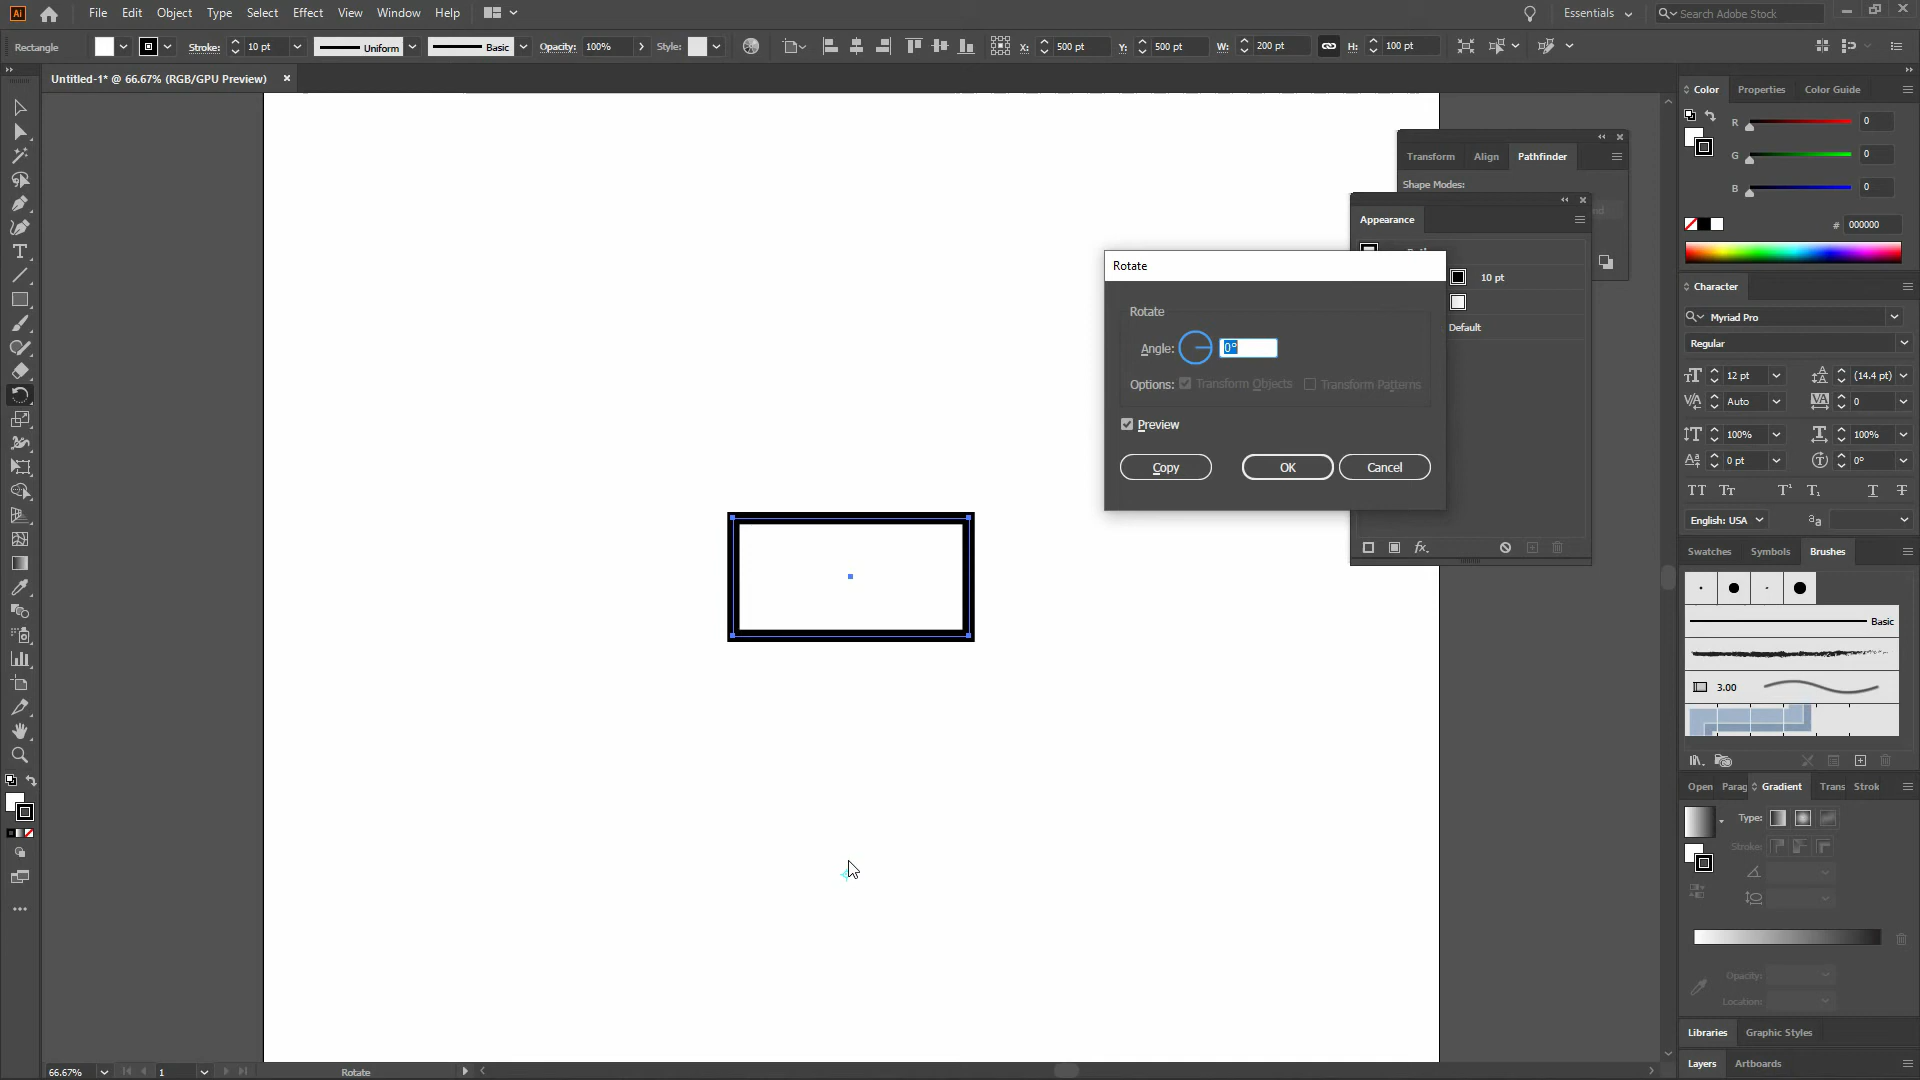 Ai File Edit Object Type Select Effect View Window Help Essentials Search Adobe Stock
Rectangle Stroke: 10 pt Uniform Basic Opacity: 100% Style: X: 500 pt Y: 500 pt W: 200 pt H: 100 pt
Untitled-1* @ 66.67% (RGB/GPU Preview)
Color Properties Color Guide
R 0
G 0
B 0
# 000000
Transform Align Pathfinder
Shape Modes:
Appearance
10 pt
Default
Rotate
Rotate
Angle: 0°
Options: Transform Objects Transform Patterns
Preview
Copy OK Cancel
fx
Character
Myriad Pro
Regular
12 pt (14.4 pt)
Auto 0
100% 100%
0 pt 0°
English: USA
Swatches Symbols Brushes
Basic
3.00
Open Parag Gradient Trans Strok
Type:
Stroke:
Opacity:
Location:
Libraries Graphic Styles
Layers Artboards
66.67% 1 Rotate